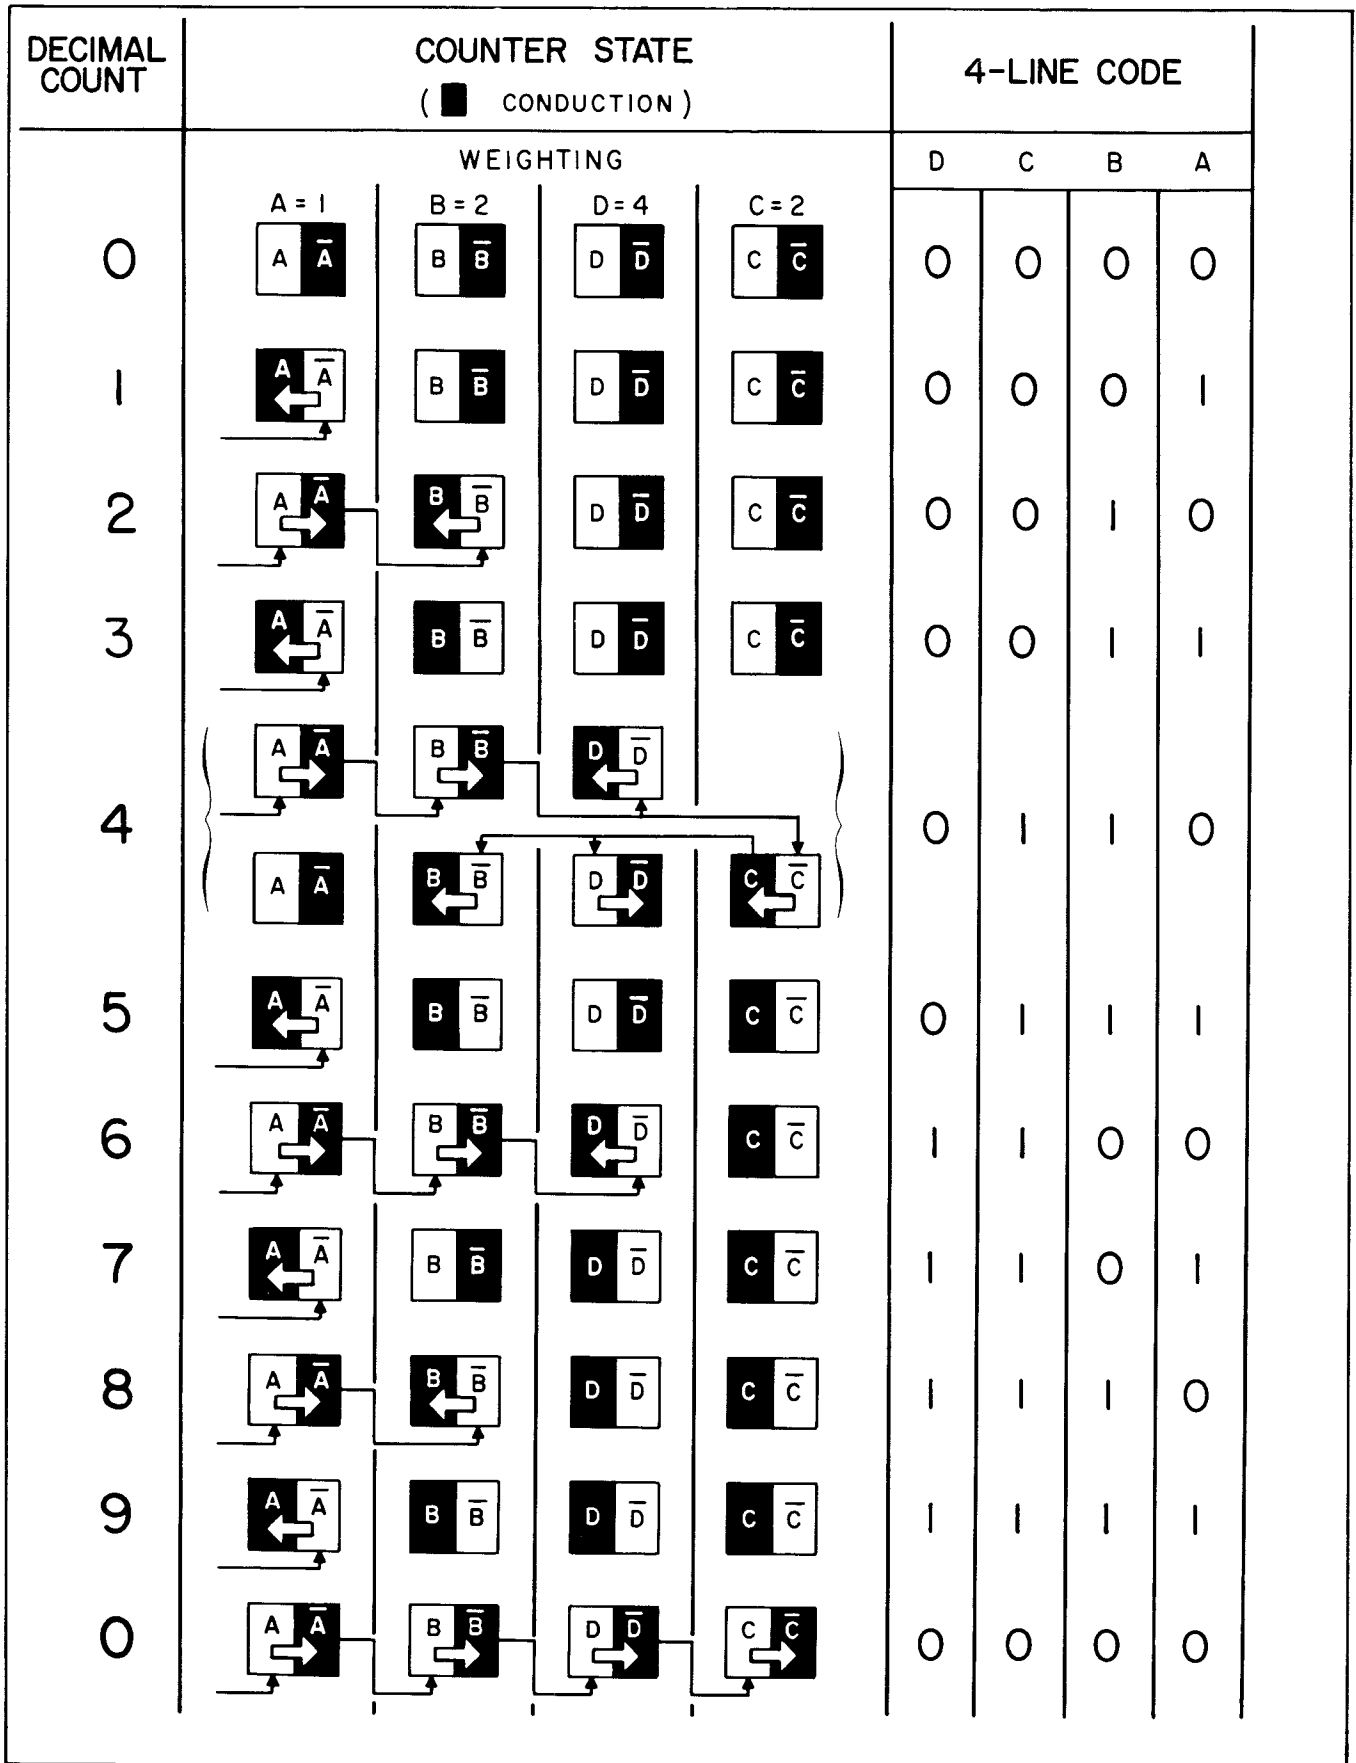 DECIMAL COUNT
COUNTER STATE
( CONDUCTION )
4-LINE CODE
WEIGHTING
D C B A
A = 1 B = 2 D = 4 C = 2
0 A A̅ B B̅ D D̅ C C̅ 0 0 0 0
1 A A̅ B B̅ D D̅ C C̅ 0 0 0 1
2 A A̅ B B̅ D D̅ C C̅ 0 0 1 0
3 A A̅ B B̅ D D̅ C C̅ 0 0 1 1
A A̅ B B̅ D D̅
4 0 1 1 0
A A̅ B B̅ D D̅ C C̅
5 A A̅ B B̅ D D̅ C C̅ 0 1 1 1
6 A A̅ B B̅ D D̅ C C̅ 1 1 0 0
7 A A̅ B B̅ D D̅ C C̅ 1 1 0 1
8 A A̅ B B̅ D D̅ C C̅ 1 1 1 0
9 A A̅ B B̅ D D̅ C C̅ 1 1 1 1
0 A A̅ B B̅ D D̅ C C̅ 0 0 0 0